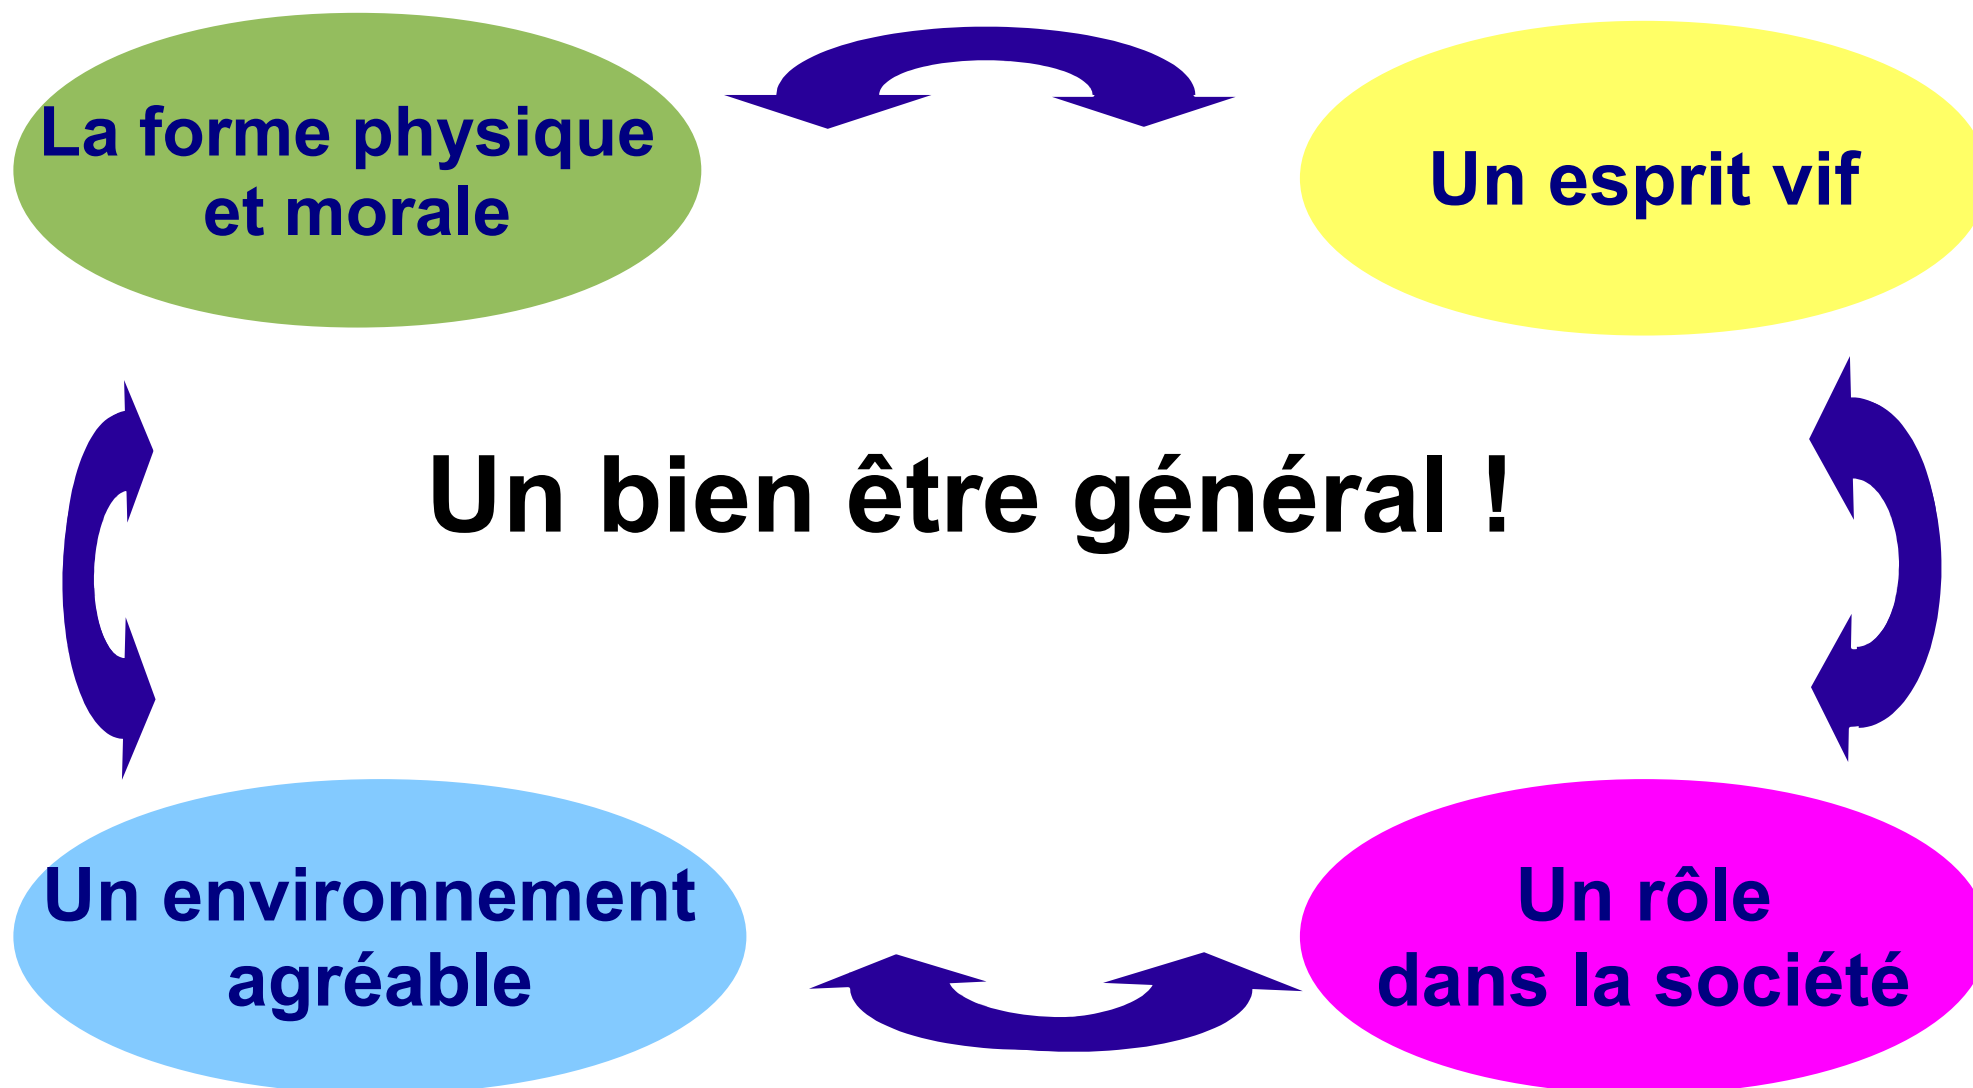 La forme physique
et morale
Un esprit vif
Un bien être général !
Un environnement
agréable
Un rôle
dans la société